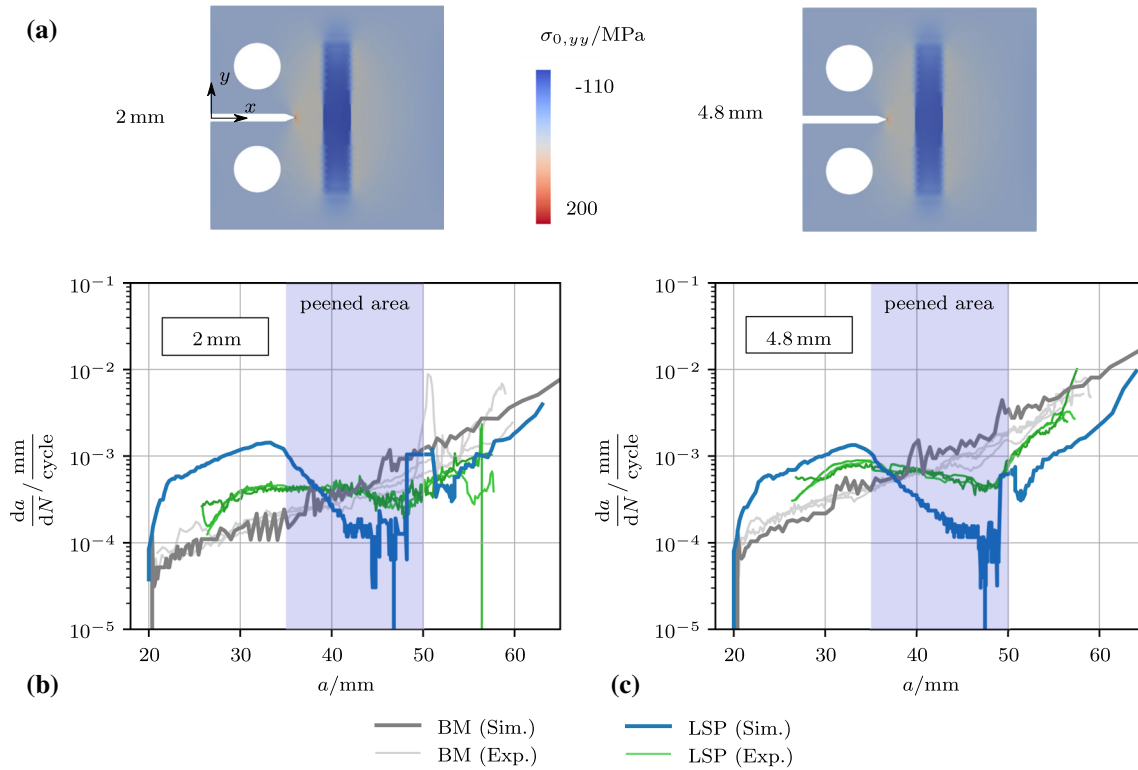 (a)
σ0,yy/MPa
-110
200
2 mm
y
x
4.8 mm
10−1
10−2
10−3
10−4
10−5
da/dN / mm/cycle
peened area
2 mm
20 30 40 50 60
a/mm
(b)
10−1
10−2
10−3
10−4
10−5
da/dN / mm/cycle
peened area
4.8 mm
20 30 40 50 60
a/mm
(c)
BM (Sim.)
BM (Exp.)
LSP (Sim.)
LSP (Exp.)